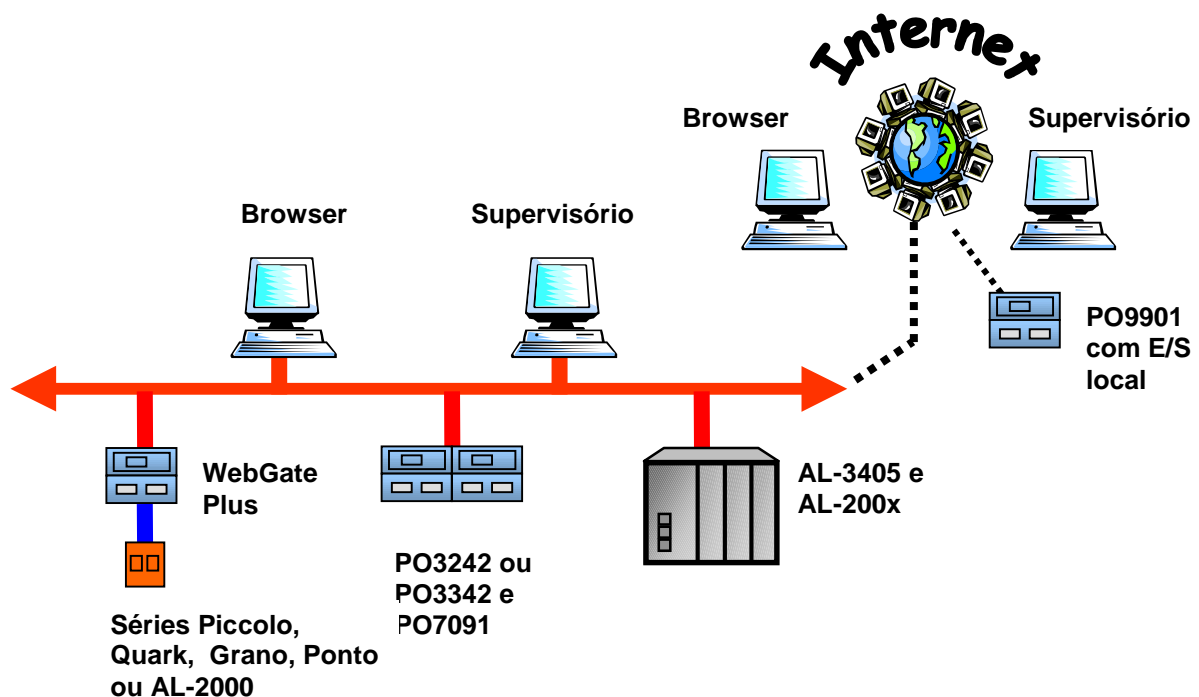 Internet
Browser
Supervisório
Browser
Supervisório
PO9901
com E/S
local
WebGate
Plus
AL-3405 e
AL-200x
PO3242 ou
PO3342 e
PO7091
Séries Piccolo,
Quark, Grano, Ponto
ou AL-2000